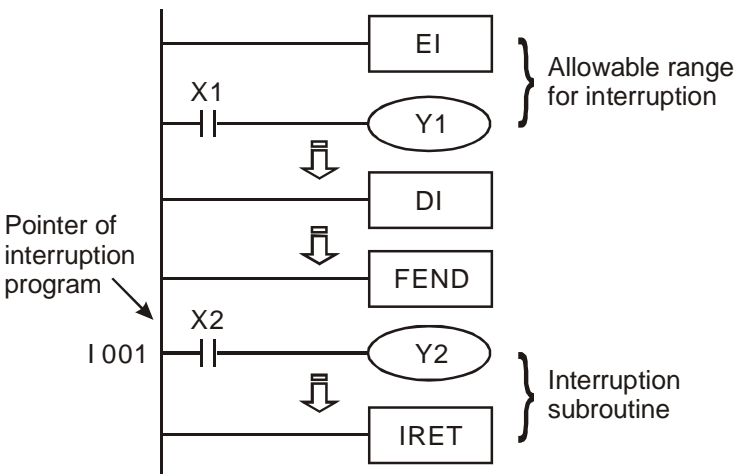 EI
Allowable range
for interruption
X1
Y1
DI
Pointer of
interruption
program
FEND
X2
I 001
Y2
Interruption
subroutine
IRET